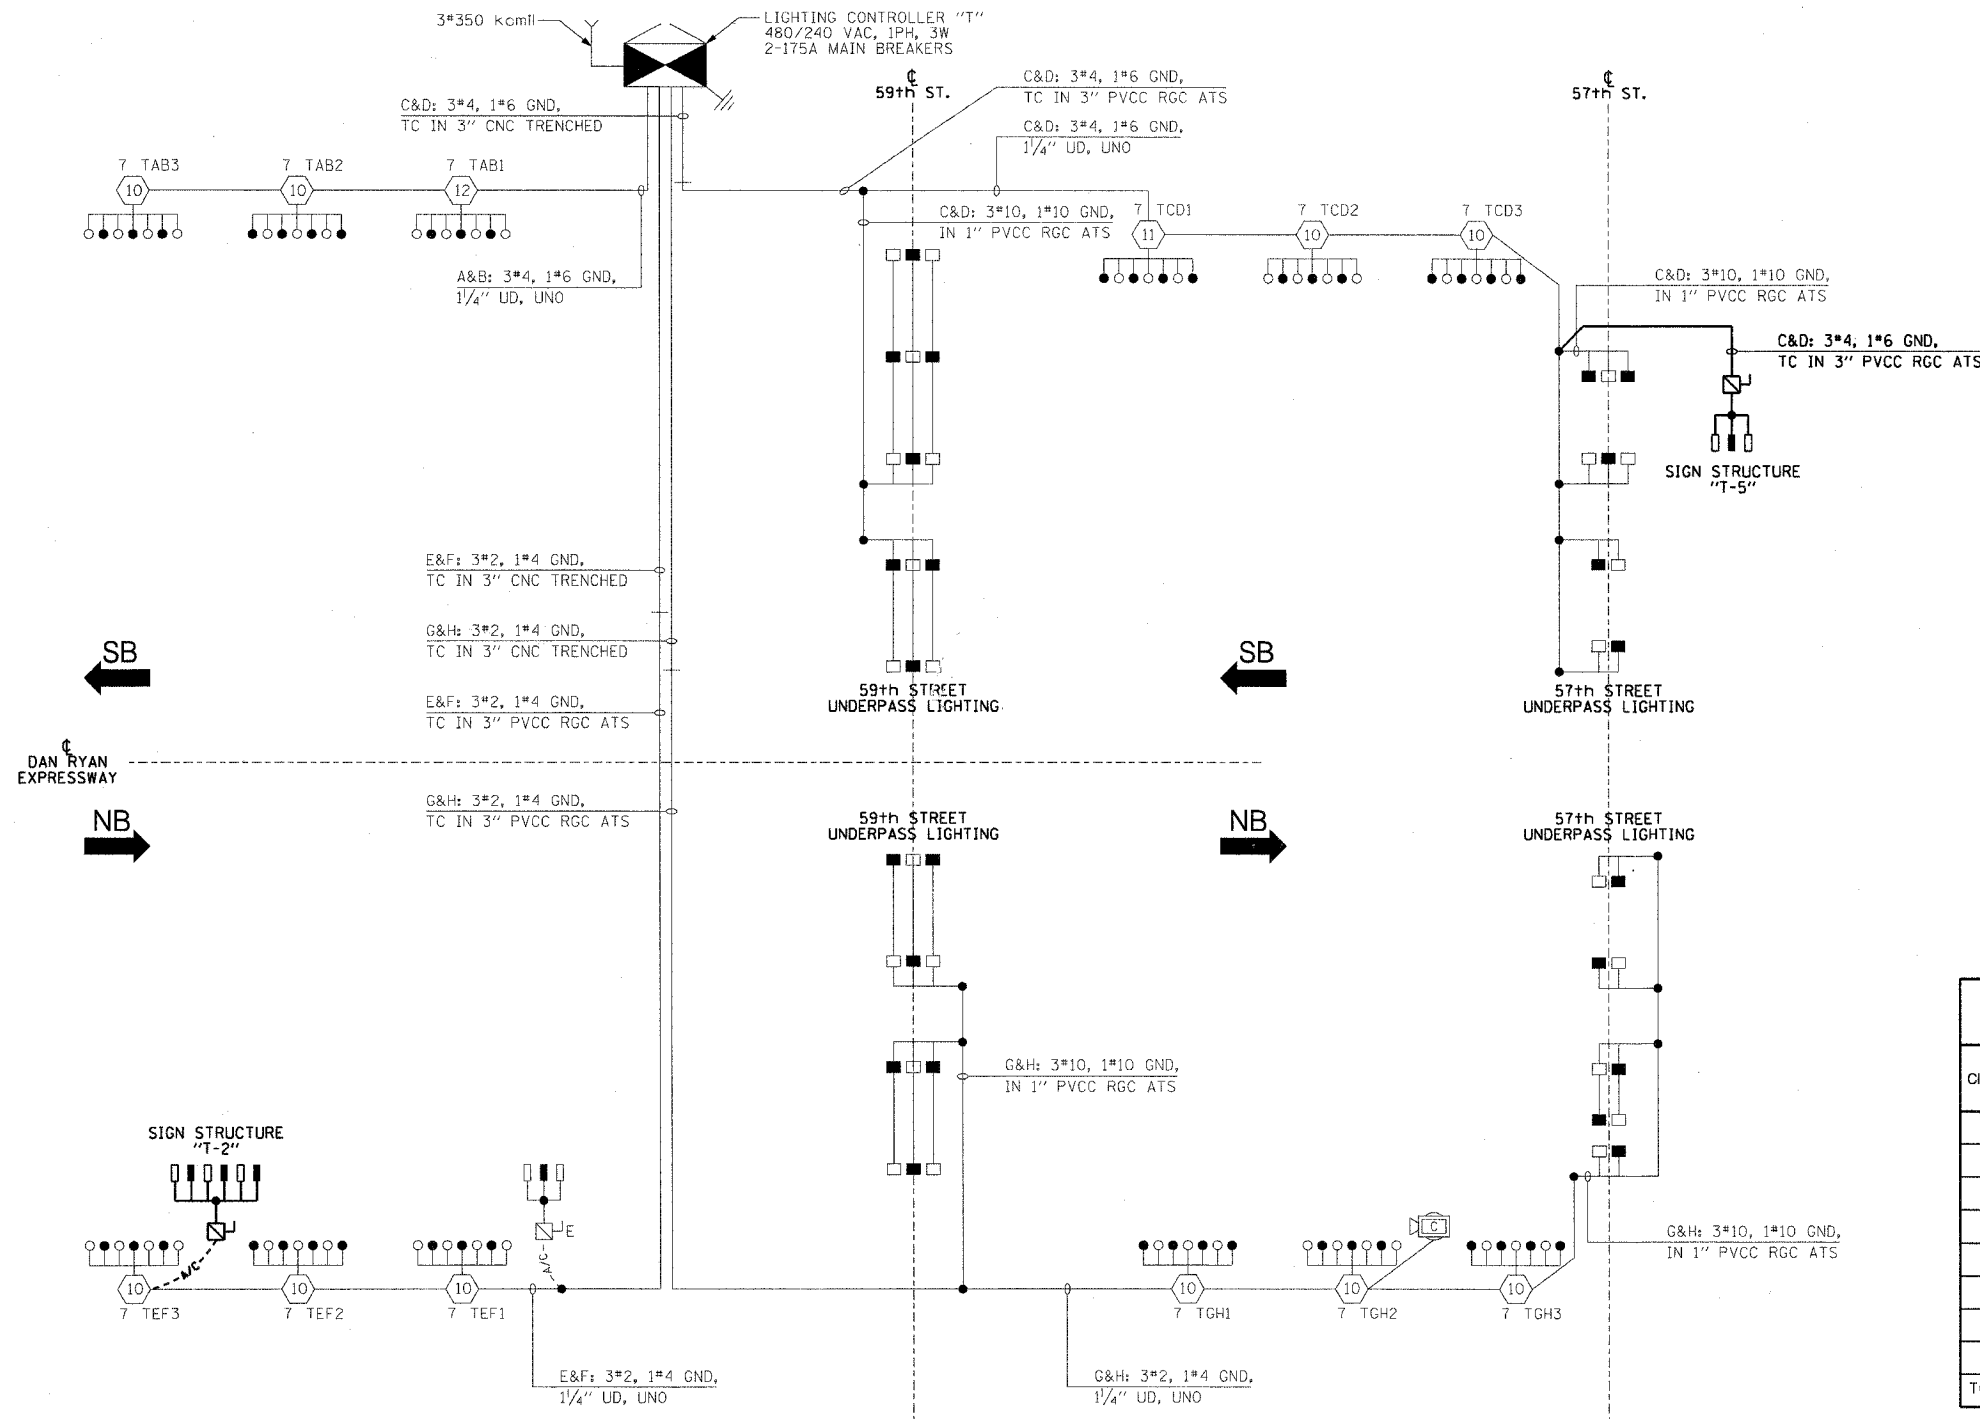 3#350 kcmil
LIGHTING CONTROLLER "T"
480/240 VAC, 1PH, 3W
2-175A MAIN BREAKERS
℄
59th ST.
C&D: 3#4, 1#6 GND,
TC IN 3" PVCC RGC ATS
℄
57th ST.
C&D: 3#4, 1#6 GND,
TC IN 3" CNC TRENCHED
C&D: 3#4, 1#6 GND,
1 1/4" UD, UNO
7 TAB3
10
7 TAB2
10
7 TAB1
12
C&D: 3#10, 1#10 GND,
IN 1" PVCC RGC ATS
7 TCD1
11
7 TCD2
10
7 TCD3
10
A&B: 3#4, 1#6 GND,
1 1/4" UD, UNO
C&D: 3#10, 1#10 GND,
IN 1" PVCC RGC ATS
C&D: 3#4, 1#6 GND,
TC IN 3" PVCC RGC ATS
SIGN STRUCTURE
"T-5"
E&F: 3#2, 1#4 GND,
TC IN 3" CNC TRENCHED
G&H: 3#2, 1#4 GND,
TC IN 3" CNC TRENCHED
SB
SB
E&F: 3#2, 1#4 GND,
TC IN 3" PVCC RGC ATS
59th STREET
UNDERPASS LIGHTING
57th STREET
UNDERPASS LIGHTING
℄
DAN RYAN
EXPRESSWAY
G&H: 3#2, 1#4 GND,
TC IN 3" PVCC RGC ATS
NB
NB
59th STREET
UNDERPASS LIGHTING
57th STREET
UNDERPASS LIGHTING
G&H: 3#10, 1#10 GND,
IN 1" PVCC RGC ATS
SIGN STRUCTURE
"T-2"
E
A/C
A/C
C
G&H: 3#10, 1#10 GND,
IN 1" PVCC RGC ATS
10
7 TEF3
10
7 TEF2
10
7 TEF1
10
7 TGH1
10
7 TGH2
10
7 TGH3
E&F: 3#2, 1#4 GND,
1 1/4" UD, UNO
G&H: 3#2, 1#4 GND,
1 1/4" UD, UNO